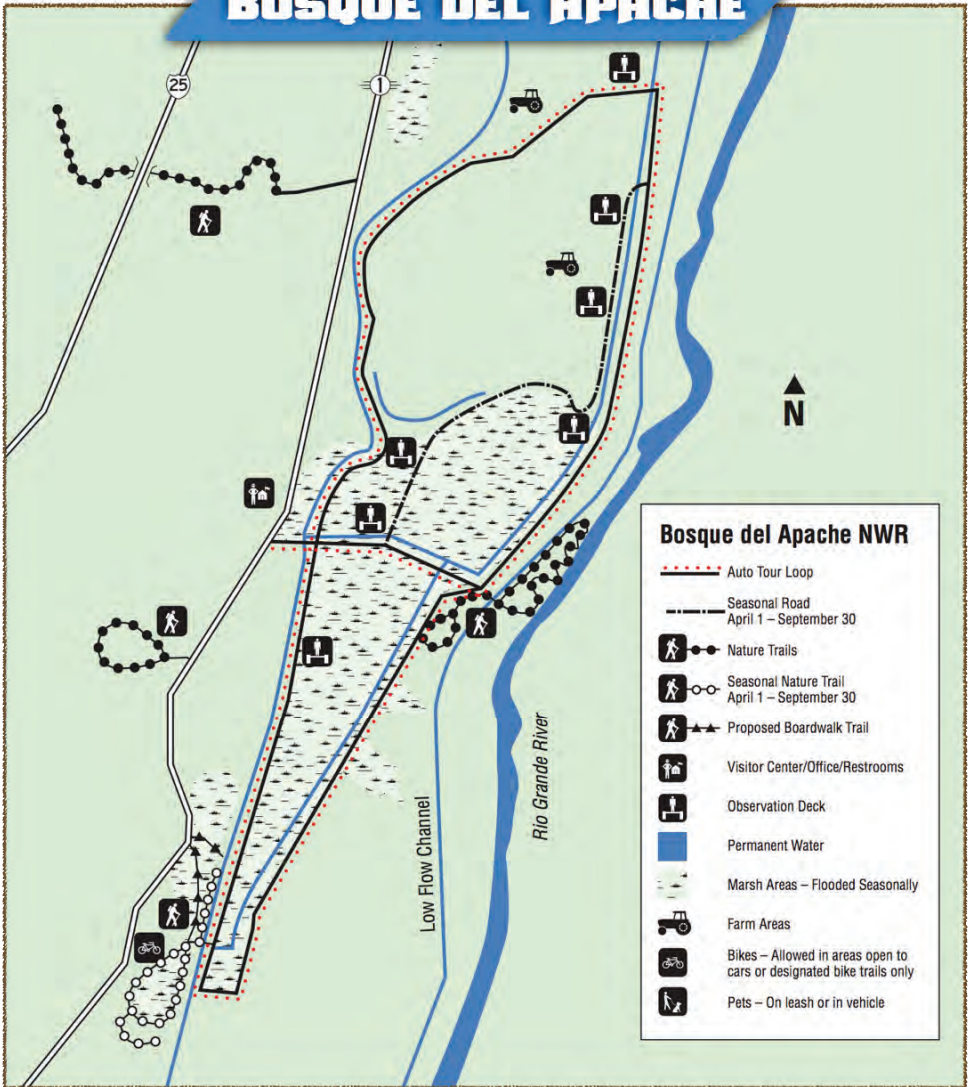 BOSQUE DEL APACHE
25
1
N
Bosque del Apache NWR
Auto Tour Loop
Seasonal Road
April 1 – September 30
Nature Trails
Seasonal Nature Trail
April 1 – September 30
Proposed Boardwalk Trail
Visitor Center/Office/Restrooms
Observation Deck
Permanent Water
Marsh Areas – Flooded Seasonally
Farm Areas
Bikes – Allowed in areas open to
cars or designated bike trails only
Pets – On leash or in vehicle
Low Flow Channel
Rio Grande River